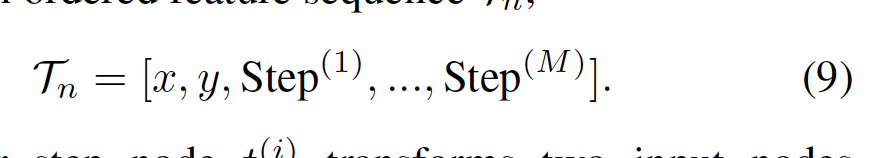 ordered feature sequence 𝒯ₙ,
𝒯ₙ = [x, y, Step⁽¹⁾, ..., Step⁽ᴹ⁾]. (9)
step node t⁽ⁱ⁾ transforms two input nodes